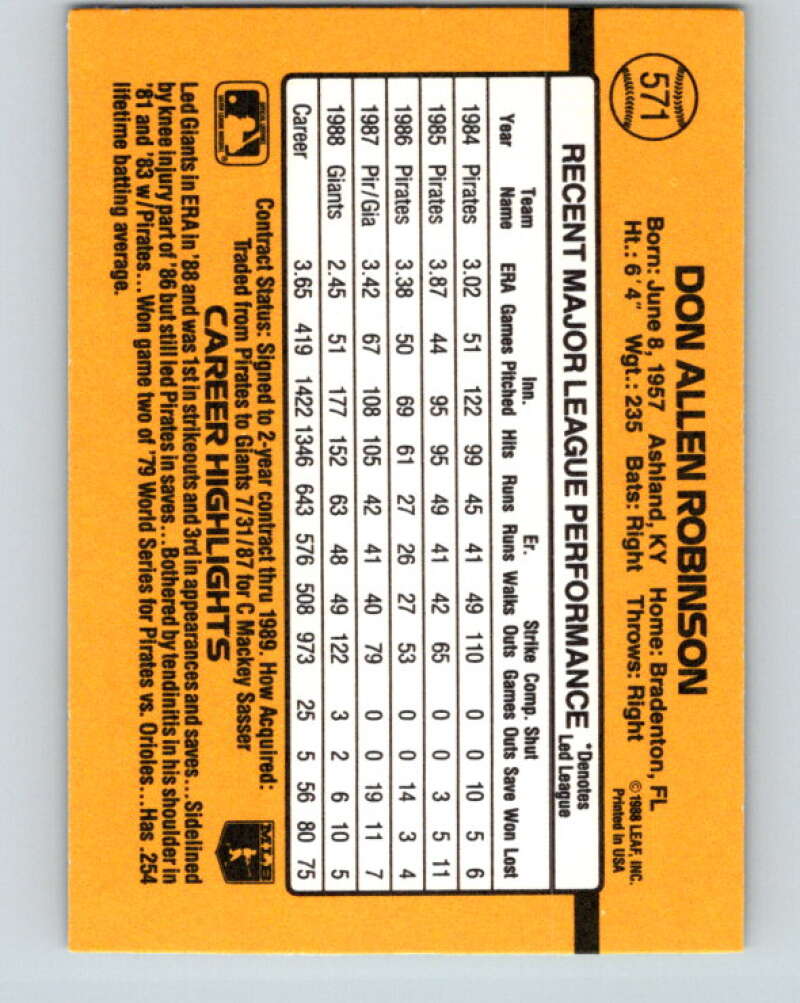 571
DON ALLEN ROBINSON
Born: June 8, 1957 Ashland, KY Home: Bradenton, FL
Ht.: 6'4" Wgt.: 235 Bats: Right Throws: Right
© 1988 LEAF, INC.
Printed in USA
RECENT MAJOR LEAGUE PERFORMANCE
*Denotes
Led League
Team Inn. Er. Strike Comp. Shut
Year Name ERA Games Pitched Hits Runs Runs Walks Outs Games Outs Save Won Lost
1984 Pirates 3.02 51 122 99 45 41 49 110 0 0 10 5 6
1985 Pirates 3.87 44 95 95 49 41 42 65 0 0 3 5 11
1986 Pirates 3.38 50 69 61 27 26 27 53 0 0 14 3 4
1987 Pir/Gia 3.42 67 108 105 42 41 40 79 0 0 19 11 7
1988 Giants 2.45 51 177 152 63 48 49 122 3 2 6 10 5
Career 3.65 419 1422 1346 643 576 508 973 25 5 56 80 75
Contract Status: Signed to 2-year contract thru 1989. How Acquired:
Traded from Pirates to Giants 7/31/87 for C Mackey Sasser
MLB
CAREER HIGHLIGHTS
Led Giants in ERA in '88 and was 1st in strikeouts and 3rd in appearances and saves...Sidelined
by knee injury part of '86 but still led Pirates in saves...Bothered by tendinitis in his shoulder in
'81 and '83 w/Pirates...Won game two of '79 World Series for Pirates vs. Orioles...Has .254
lifetime batting average.